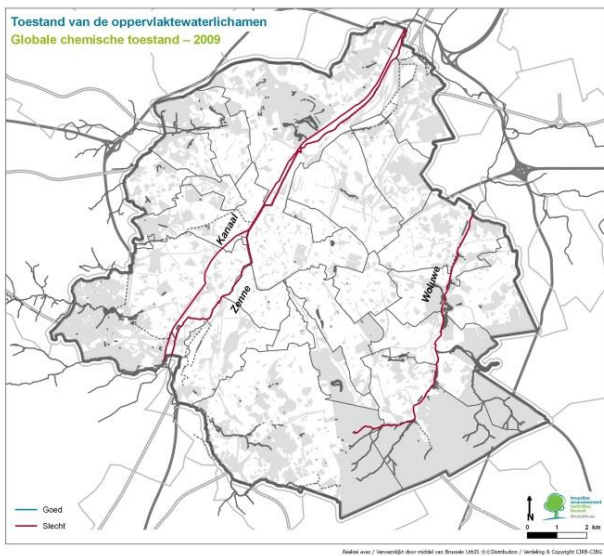 Toestand van de oppervlaktewaterlichamen
Globale chemische toestand – 2009
Kanaal
Zenne
Woluwe
Goed
Slecht
N
0 1 2 km
Réalisé avec / Verwezenlijkt door middel van Brussels UrbIS ®© Distribution / Verdeling & Copyright CIRB-CIBG